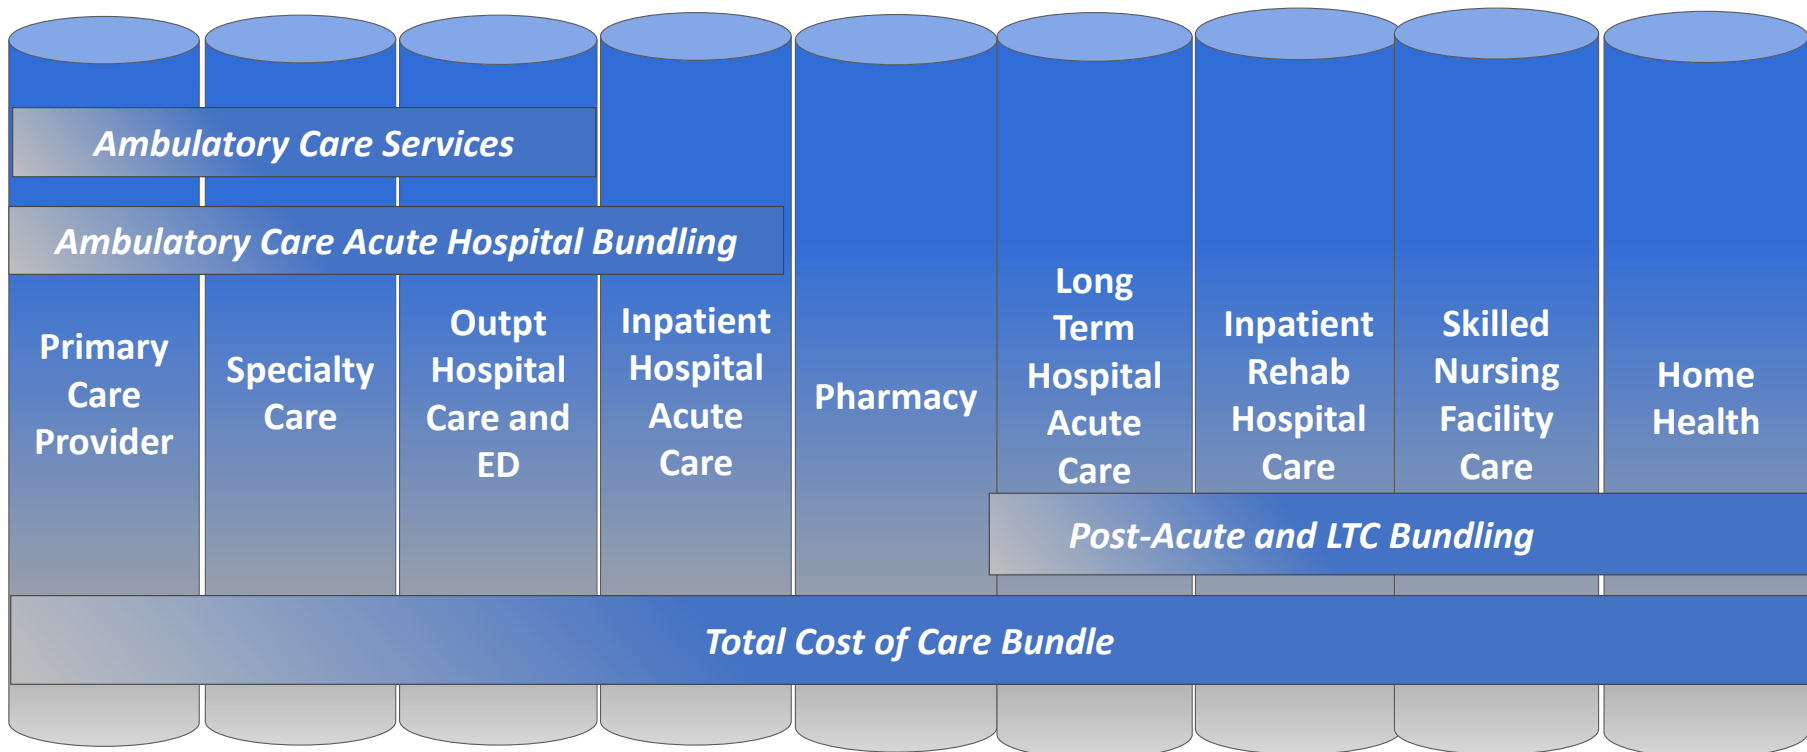 Ambulatory Care Services
Ambulatory Care Acute Hospital Bundling
Primary
Care
Provider
Specialty
Care
Outpt
Hospital
Care and
ED
Inpatient
Hospital
Acute
Care
Pharmacy
Long
Term
Hospital
Acute
Care
Inpatient
Rehab
Hospital
Care
Skilled
Nursing
Facility
Care
Home
Health
Post-Acute and LTC Bundling
Total Cost of Care Bundle